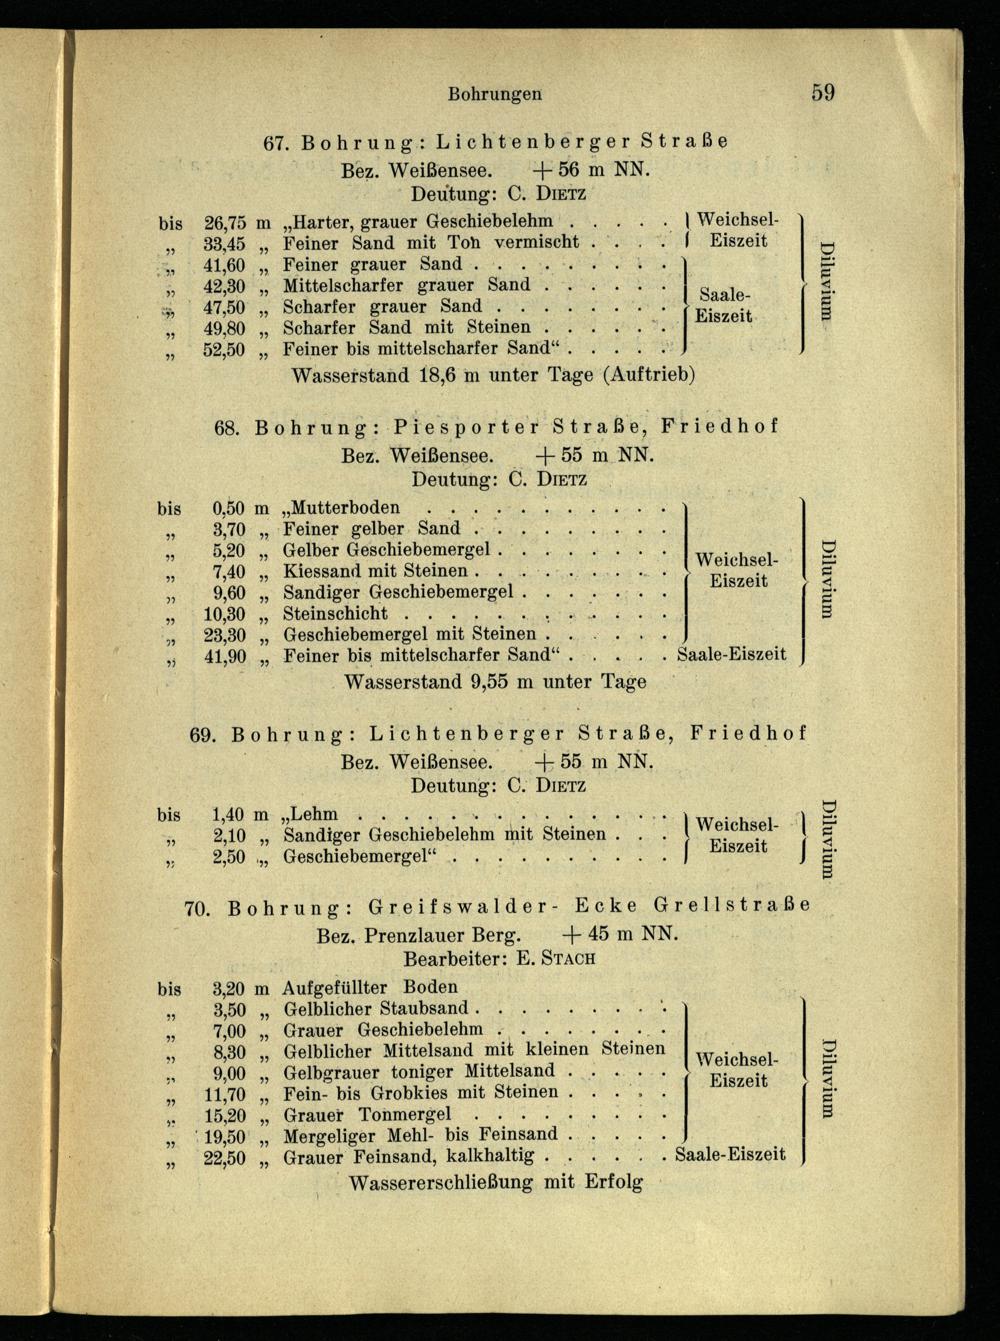 Bohrungen 59
67. Bohrung: Lichtenberger Straße
Bez. Weißensee. + 56 m NN.
Deutung: C. Dietz
bis 26,75 m „Harter, grauer Geschiebelehm . . . . . Weichsel-
„ 33,45 „ Feiner Sand mit Toh vermischt . . . . Eiszeit
„ 41,60 „ Feiner grauer Sand . . . . . . . . .
„ 42,30 „ Mittelscharfer grauer Sand . . . . . . Saale-
„ 47,50 „ Scharfer grauer Sand . . . . . . . . Eiszeit
„ 49,80 „ Scharfer Sand mit Steinen . . . . . .
„ 52,50 „ Feiner bis mittelscharfer Sand“ . . . . .
Diluvium
Wasserstand 18,6 m unter Tage (Auftrieb)
68. Bohrung: Piesporter Straße, Friedhof
Bez. Weißensee. + 55 m NN.
Deutung: C. Dietz
bis 0,50 m „Mutterboden . . . . . . . . . . .
„ 3,70 „ Feiner gelber Sand . . . . . . . . .
„ 5,20 „ Gelber Geschiebemergel . . . . . . . . Weichsel-
„ 7,40 „ Kiessand mit Steinen . . . . . . . . . Eiszeit
„ 9,60 „ Sandiger Geschiebemergel . . . . . . .
„ 10,30 „ Steinschicht . . . . . . . . . . . .
„ 23,30 „ Geschiebemergel mit Steinen . . . . . .
„ 41,90 „ Feiner bis mittelscharfer Sand“ . . . . . Saale-Eiszeit
Diluvium
Wasserstand 9,55 m unter Tage
69. Bohrung: Lichtenberger Straße, Friedhof
Bez. Weißensee. + 55 m NN.
Deutung: C. Dietz
bis 1,40 m „Lehm . . . . . . . . . . . . . . Weichsel-
„ 2,10 „ Sandiger Geschiebelehm mit Steinen . . . Eiszeit
„ 2,50 „ Geschiebemergel“ . . . . . . . . . .
Diluvium
70. Bohrung: Greifswalder- Ecke Grellstraße
Bez. Prenzlauer Berg. + 45 m NN.
Bearbeiter: E. Stach
bis 3,20 m Aufgefüllter Boden
„ 3,50 „ Gelblicher Staubsand . . . . . . . . .
„ 7,00 „ Grauer Geschiebelehm . . . . . . . .
„ 8,30 „ Gelblicher Mittelsand mit kleinen Steinen Weichsel-
„ 9,00 „ Gelbgrauer toniger Mittelsand . . . . . Eiszeit
„ 11,70 „ Fein- bis Grobkies mit Steinen . . . . .
„ 15,20 „ Grauer Tonmergel . . . . . . . . .
„ 19,50 „ Mergeliger Mehl- bis Feinsand . . . . .
„ 22,50 „ Grauer Feinsand, kalkhaltig . . . . . . Saale-Eiszeit
Diluvium
Wassererschließung mit Erfolg